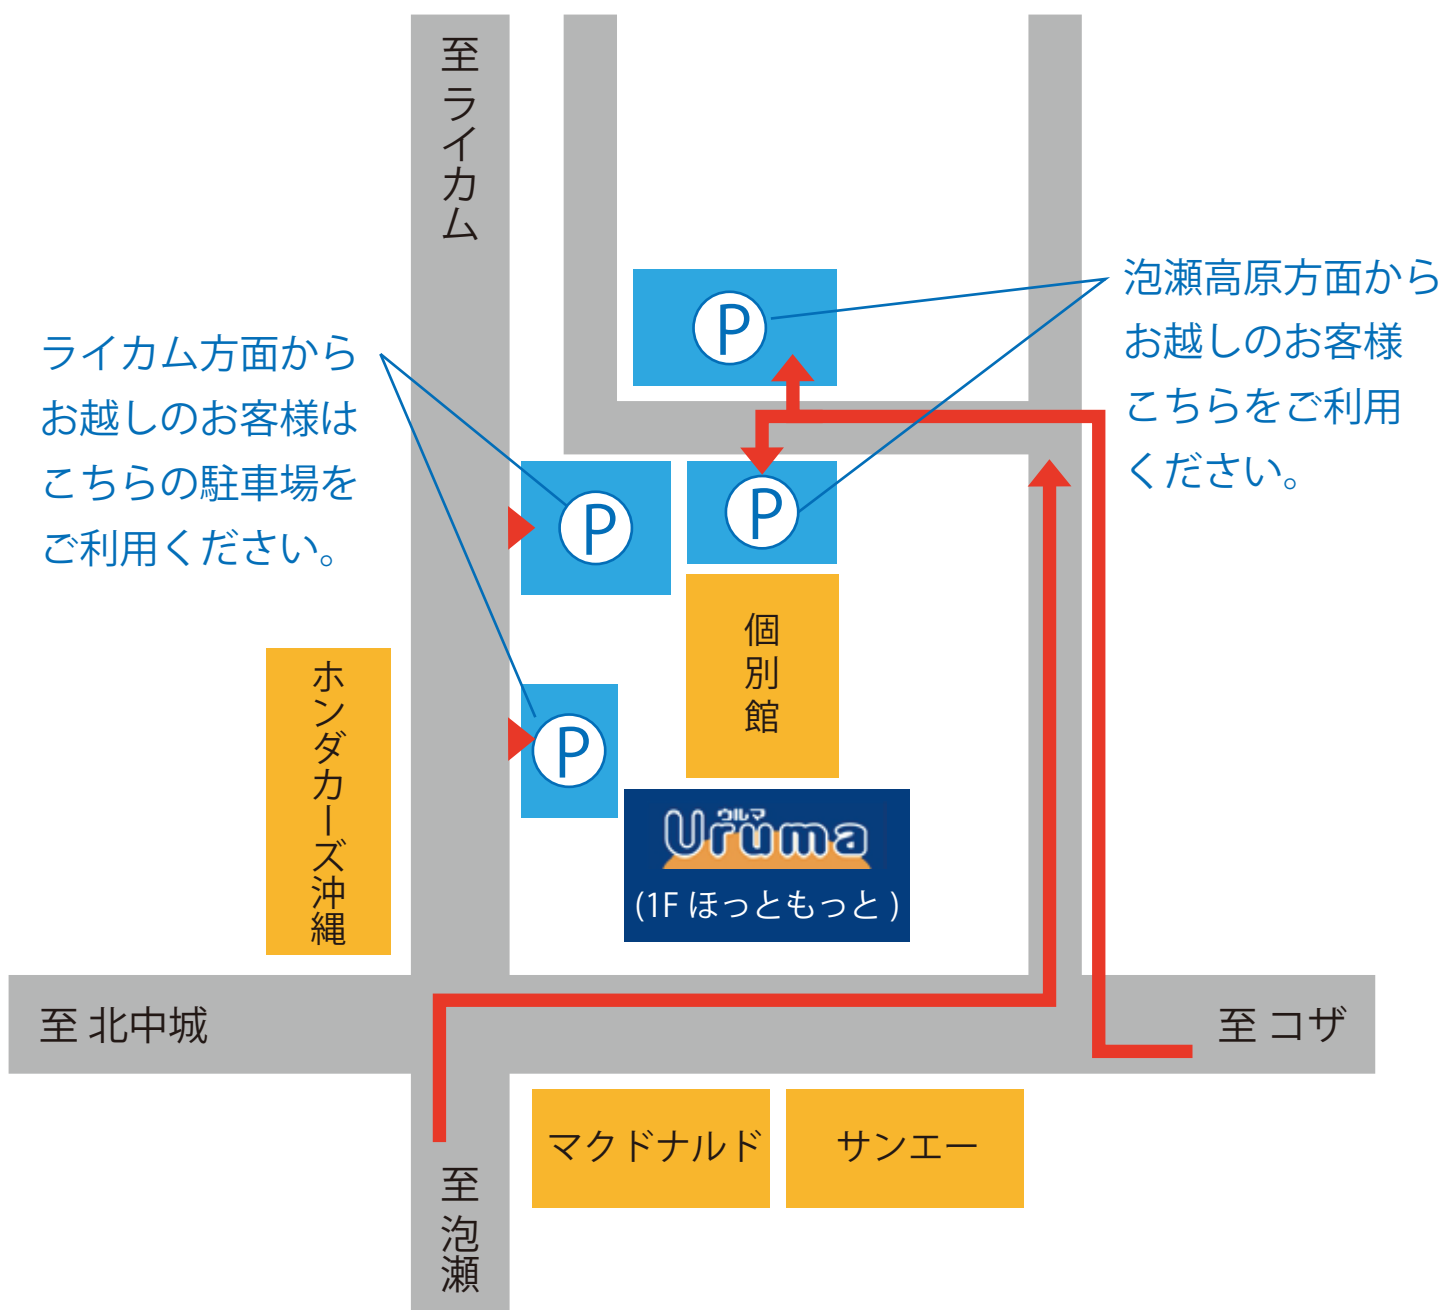 至 ライカム
泡瀬高原方面から
お越しのお客様
こちらをご利用
ください。
ライカム方面から
お越しのお客様は
こちらの駐車場を
ご利用ください。
P
P
P
P
個別館
ホンダカーズ沖縄
ウルマ
Uruma
(1F ほっともっと )
至 北中城
至 コザ
マクドナルド
サンエー
至 泡瀬